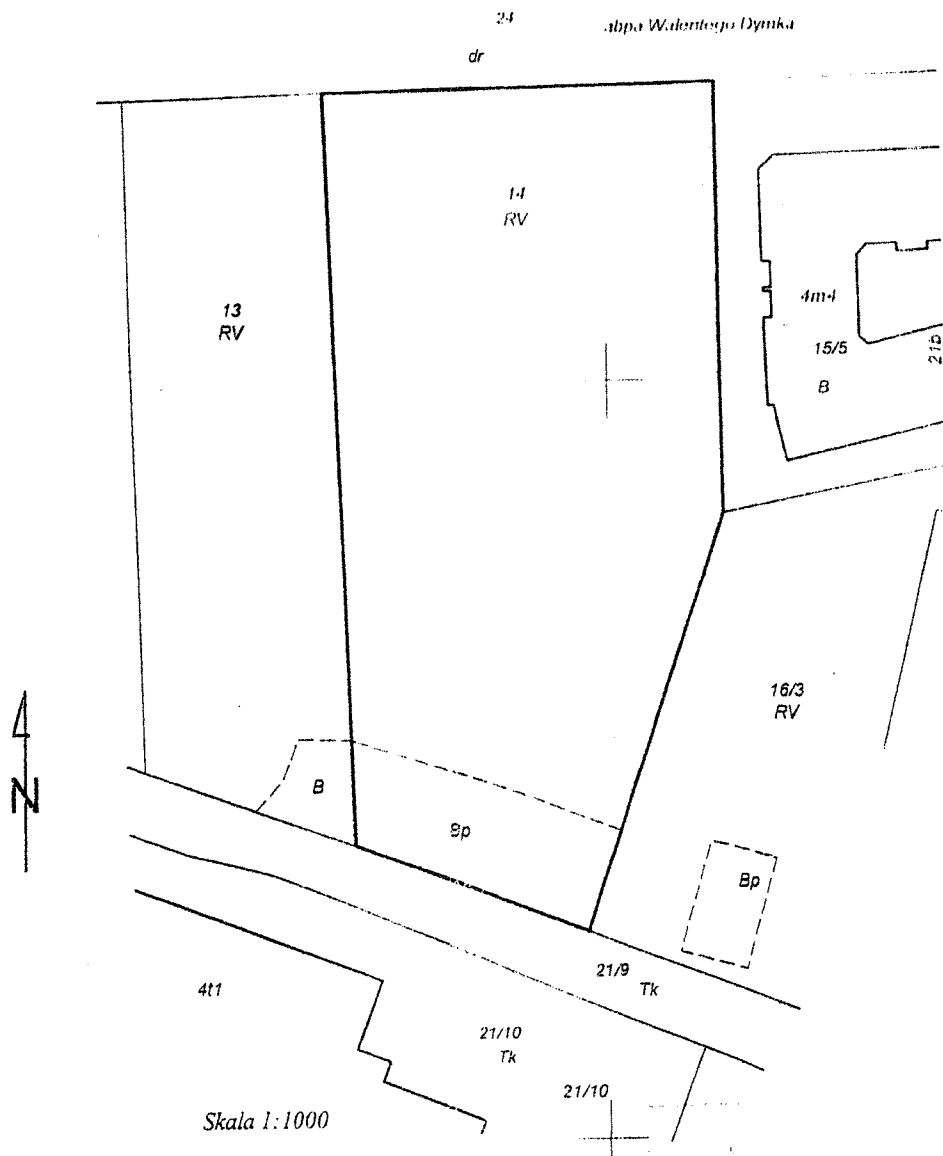 24
abpa Walentego Dymka
dr
14
RV
13
RV
4m4
15/5
21b
B
16/3
RV
N
B
Bp
Bp
21/9
Tk
4t1
21/10
Tk
21/10
Skala 1:1000